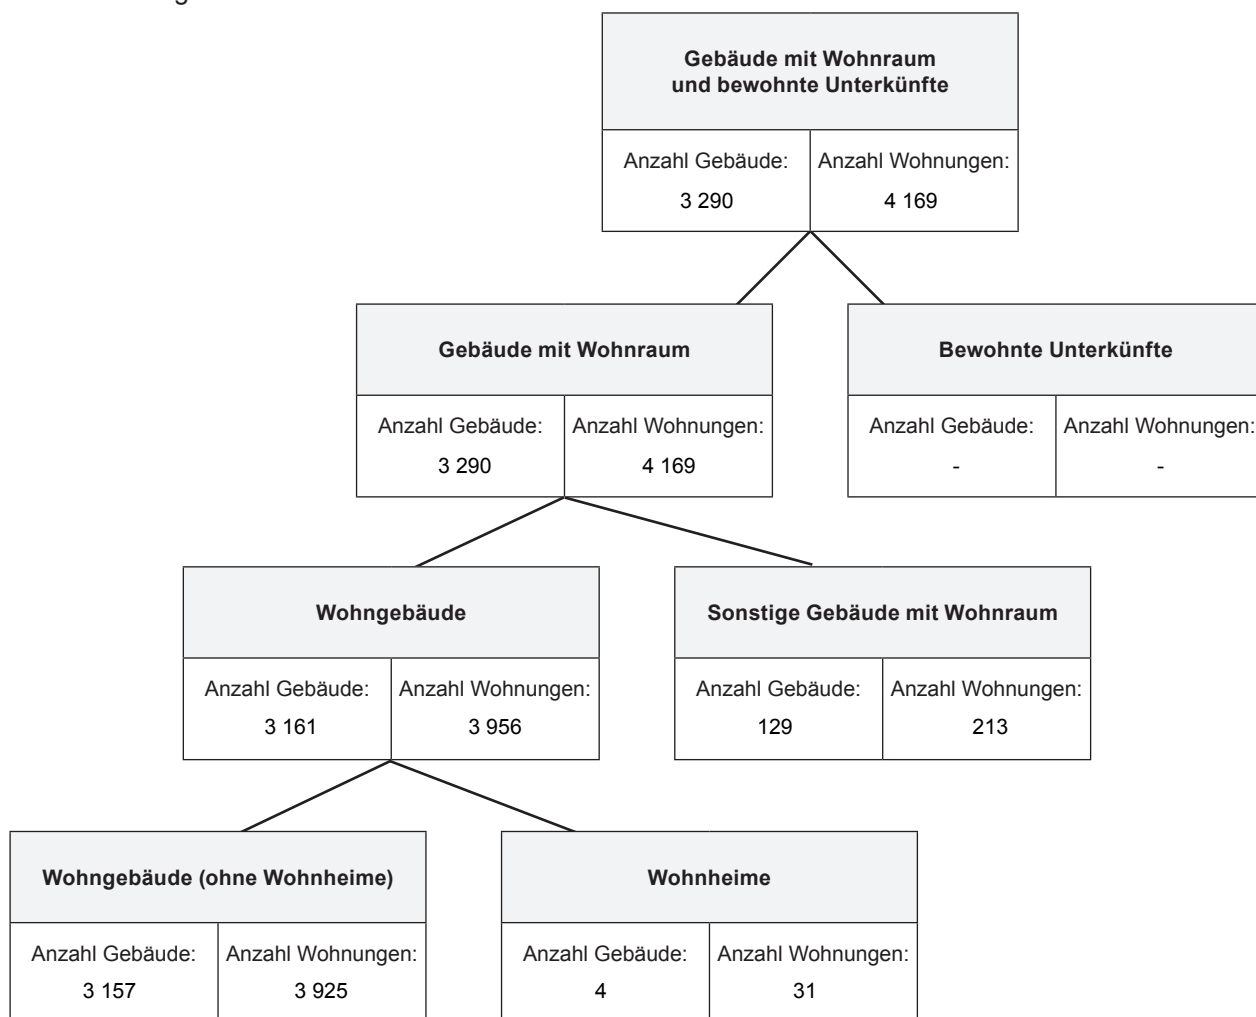 Gebäude mit Wohnraum
und bewohnte Unterkünfte
Anzahl Gebäude: Anzahl Wohnungen:
3 290 4 169
Gebäude mit Wohnraum
Anzahl Gebäude: Anzahl Wohnungen:
3 290 4 169
Bewohnte Unterkünfte
Anzahl Gebäude: Anzahl Wohnungen:
- -
Wohngebäude
Anzahl Gebäude: Anzahl Wohnungen:
3 161 3 956
Sonstige Gebäude mit Wohnraum
Anzahl Gebäude: Anzahl Wohnungen:
129 213
Wohngebäude (ohne Wohnheime)
Anzahl Gebäude: Anzahl Wohnungen:
3 157 3 925
Wohnheime
Anzahl Gebäude: Anzahl Wohnungen:
4 31